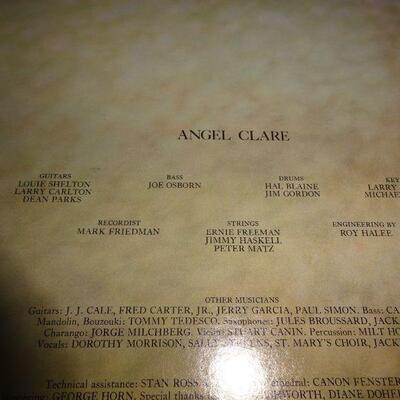 ANGEL CLARE
GUITARS BASS DRUMS KEY
LOUIE SHELTON JOE OSBORN HAL BLAINE LARRY
LARRY CARLTON JIM GORDON MICHAE
DEAN PARKS
RECORDIST STRINGS ENGINEERING BY
MARK FRIEDMAN ERNIE FREEMAN ROY HALEE
JIMMY HASKELL
PETER MATZ
OTHER MUSICIANS
Guitars: J. J. CALE, FRED CARTER, JR., JERRY GARCIA, PAUL SIMON. Bass: CA
Mandolin, Bouzouki: TOMMY TEDESCO. Saxophones: JULES BROUSSARD, JACK
Charango: JORGE MILCHBERG. Violin: STUART CANIN. Percussion: MILT HO
Vocals: DOROTHY MORRISON, SALLY ST. MARY'S CHOIR, JACK
Technical assistance: STAN CANON FENSTER
GEORGE HORN. Special thanks DIANE DOHE